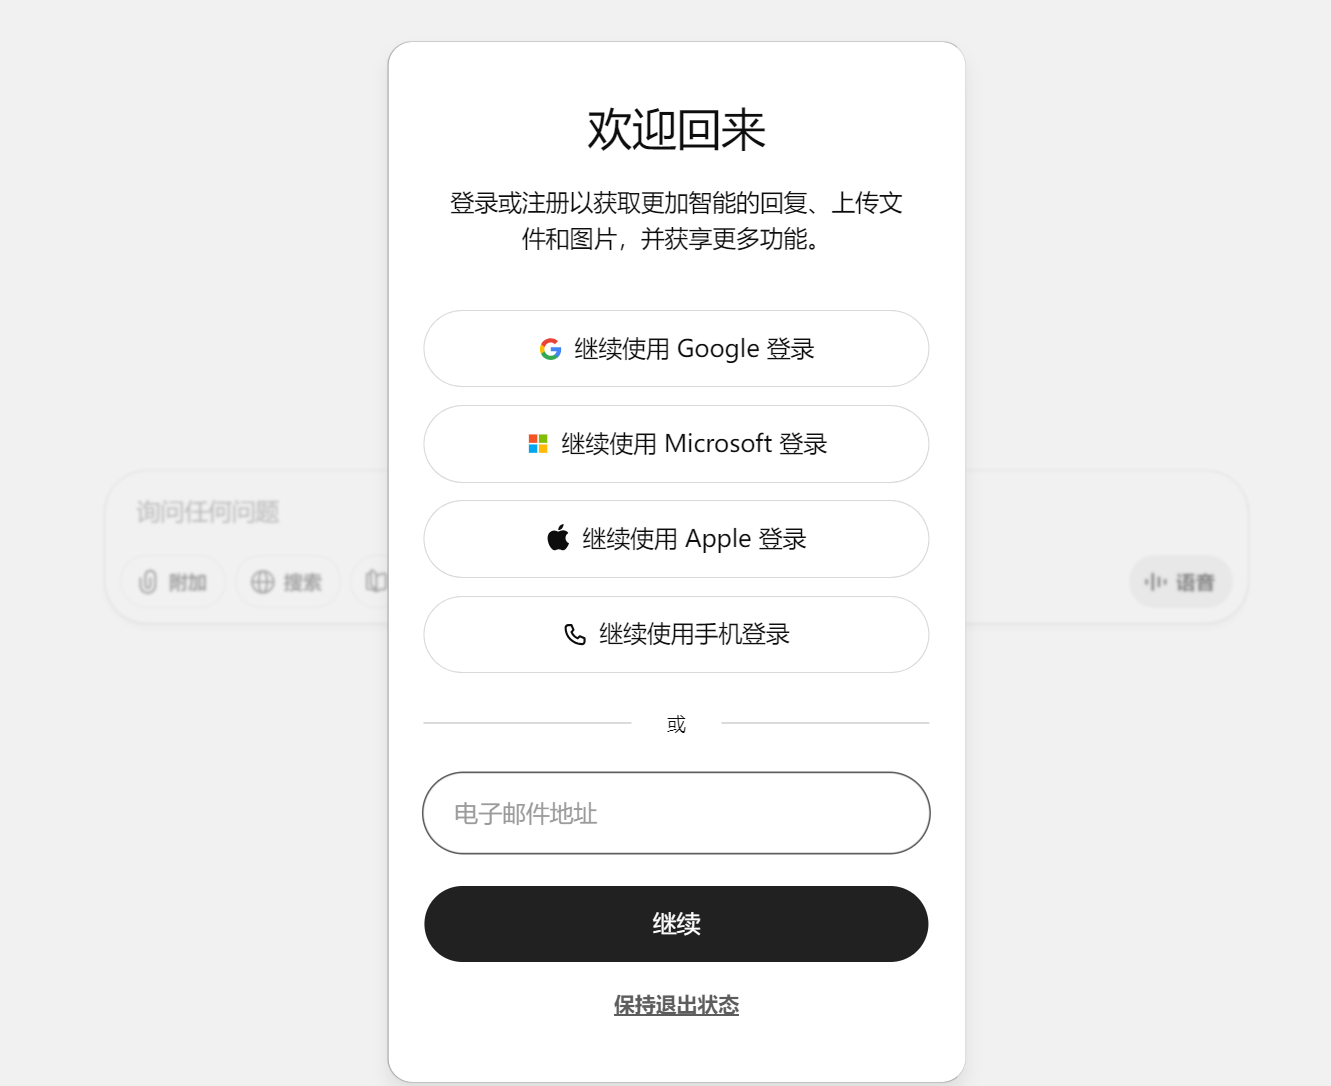 欢迎回来
登录或注册以获取更加智能的回复、上传文
件和图片，并获享更多功能。
继续使用 Google 登录
继续使用 Microsoft 登录
询问任何问题
继续使用 Apple 登录
附加
搜索
语音
继续使用手机登录
或
电子邮件地址
继续
保持退出状态